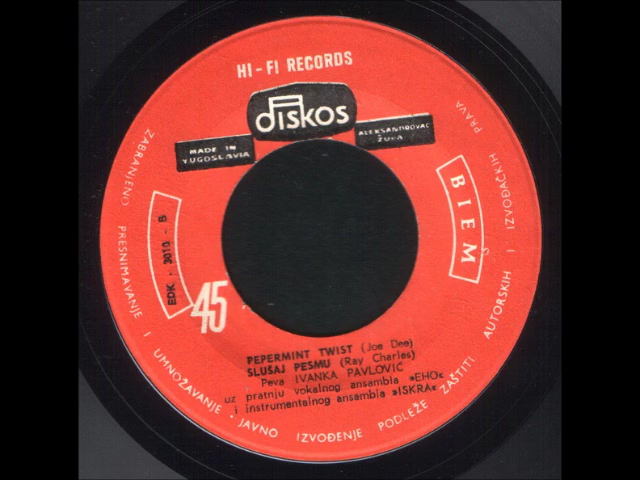 HI-FI RECORDS
DISKOS
MADE IN
YUGOSLAVIA
ALEKSANDROVAC
ŽUPA
BIEM
EDK - 3010 - B
45
PEPERMINT TWIST (Joe Dee)
SLUŠAJ PESMU (Ray Charles)
Peva IVANKA PAVLOVIĆ
uz pratnju vokalnog ansambla »EHO«
i instrumentalnog ansambla »ISKRA«
ZABRANJENO PRESNIMAVANJE I UMNOŽAVANJE · JAVNO IZVOĐENJE PODLEŽE ZAŠTITI AUTORSKIH I IZVOĐAČKIH PRAVA